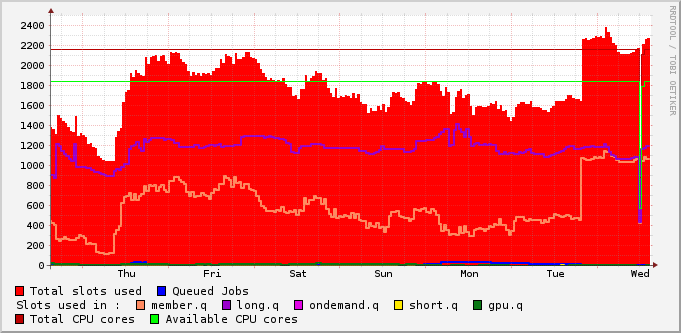 RRDTOOL / TOBI OETIKER
2400
2200
2000
1800
1600
1400
1200
1000
800
600
400
200
0
Thu Fri Sat Sun Mon Tue Wed
Total slots used Queued Jobs
Slots used in : member.q long.q ondemand.q short.q gpu.q
Total CPU cores Available CPU cores